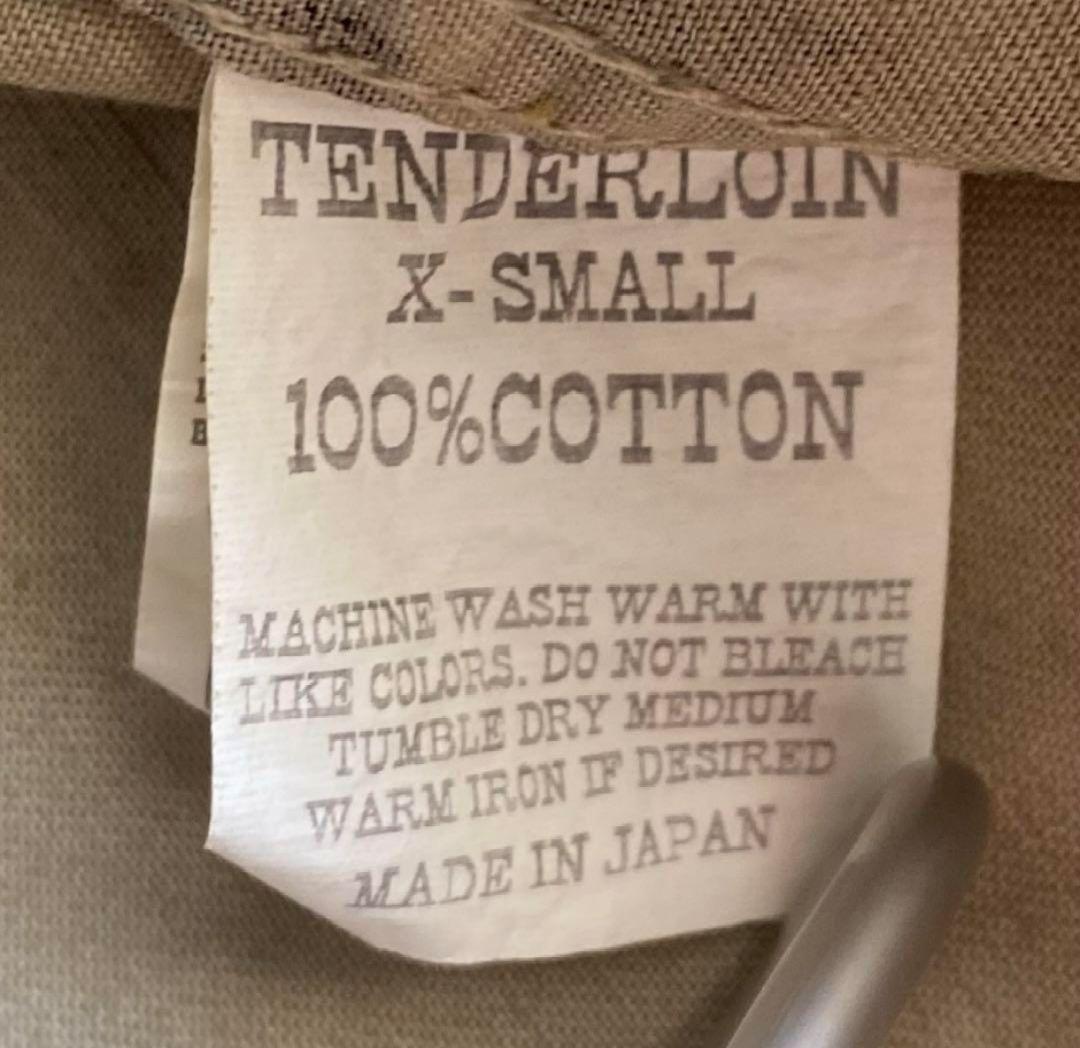 TENDERLOIN
X-SMALL
100%COTTON
MACHINE WASH WARM WITH
LIKE COLORS. DO NOT BLEACH
TUMBLE DRY MEDIUM
WARM IRON IF DESIRED
MADE IN JAPAN